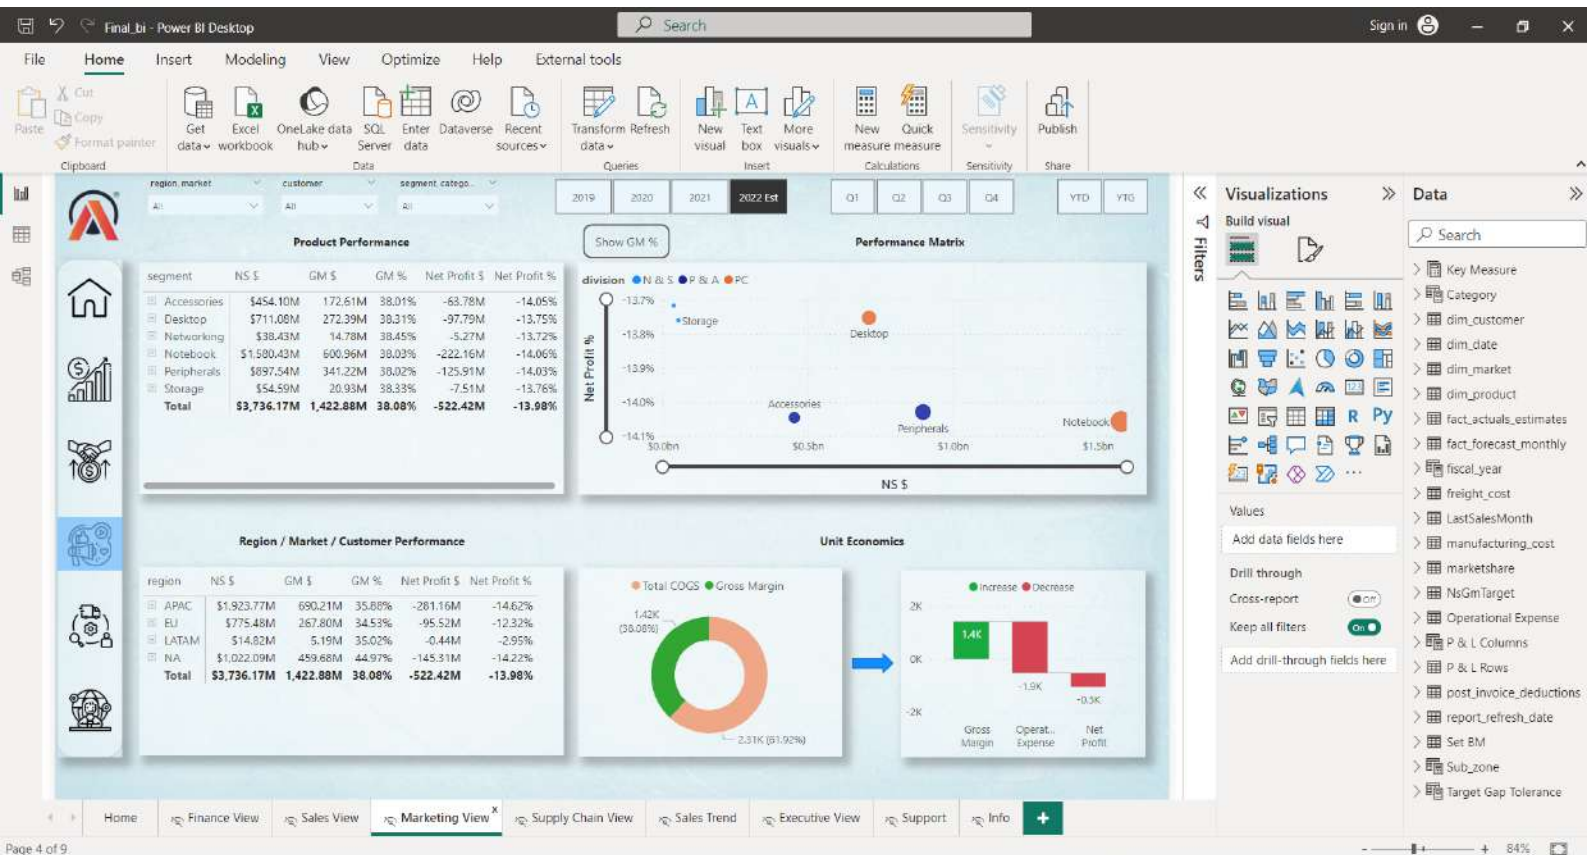 Final_bi - Power BI Desktop
Search
Sign in
File Home Insert Modeling View Optimize Help External tools
Paste
Cut
Copy
Format painter
Clipboard
Get data
Excel workbook
OneLake data hub
SQL Server
Enter data
Dataverse
Recent sources
Data
Transform data
Refresh
Queries
New visual
Text box
More visuals
Insert
New measure
Quick measure
Calculations
Sensitivity
Sensitivity
Publish
Share
region, market
All
customer
All
segment, catego...
All
2019 2020 2021 2022 Est
Q1 Q2 Q3 Q4
YTD YTG
Product Performance
segment NS $ GM $ GM % Net Profit $ Net Profit %
Accessories $454.10M 172.61M 38.01% -63.78M -14.05%
Desktop $711.08M 272.39M 38.31% -97.79M -13.75%
Networking $38.43M 14.78M 38.45% -5.27M -13.72%
Notebook $1,580.43M 600.96M 38.03% -222.16M -14.06%
Peripherals $897.54M 341.22M 38.02% -125.91M -14.03%
Storage $54.59M 20.93M 38.33% -7.51M -13.76%
Total $3,736.17M 1,422.88M 38.08% -522.42M -13.98%
Show GM %
Performance Matrix
division N & S P & A PC
Net Profit %
-13.7%
-13.8%
-13.9%
-14.0%
-14.1%
Storage
Desktop
Accessories
Peripherals
Notebook
$0.0bn $0.5bn $1.0bn $1.5bn
NS $
Region / Market / Customer Performance
region NS $ GM $ GM % Net Profit $ Net Profit %
APAC $1,923.77M 690.21M 35.88% -281.16M -14.62%
EU $775.48M 267.80M 34.53% -95.52M -12.32%
LATAM $14.82M 5.19M 35.02% -0.44M -2.95%
NA $1,022.09M 459.68M 44.97% -145.31M -14.22%
Total $3,736.17M 1,422.88M 38.08% -522.42M -13.98%
Unit Economics
Total COGS Gross Margin
1.42K
(38.08%)
2.31K (61.92%)
Increase Decrease
2K
0K
-2K
1.4K
-1.9K
-0.5K
Gross Margin
Operat... Expense
Net Profit
Filters
Visualizations
Build visual
R Py
123
Values
Add data fields here
Drill through
Cross-report
Off
Keep all filters
On
Add drill-through fields here
Data
Search
Key Measure
Category
dim_customer
dim_date
dim_market
dim_product
fact_actuals_estimates
fact_forecast_monthly
fiscal_year
freight_cost
LastSalesMonth
manufacturing_cost
marketshare
NsGmTarget
Operational Expense
P & L Columns
P & L Rows
post_invoice_deductions
report_refresh_date
Set BM
Sub_zone
Target Gap Tolerance
Home Finance View Sales View Marketing View x Supply Chain View Sales Trend Executive View Support Info +
Page 4 of 9
- + 84%